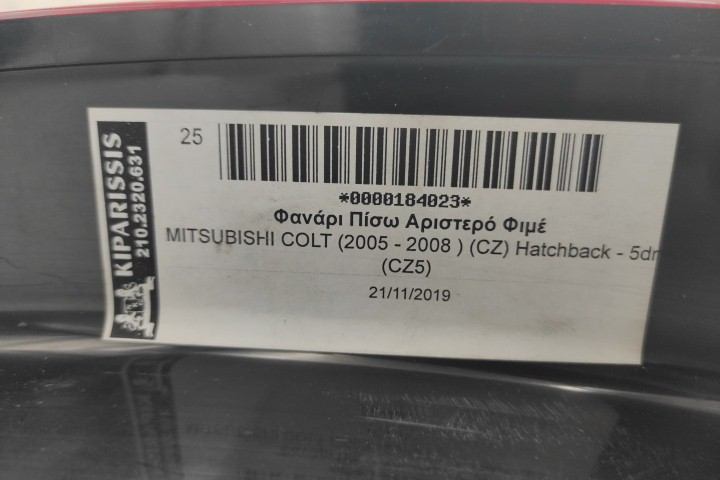 KIPARISSIS
210.2320.631
25
*0000184023*
Φανάρι Πίσω Αριστερό Φιμέ
MITSUBISHI COLT (2005 - 2008 ) (CZ) Hatchback - 5dr
(CZ5)
21/11/2019